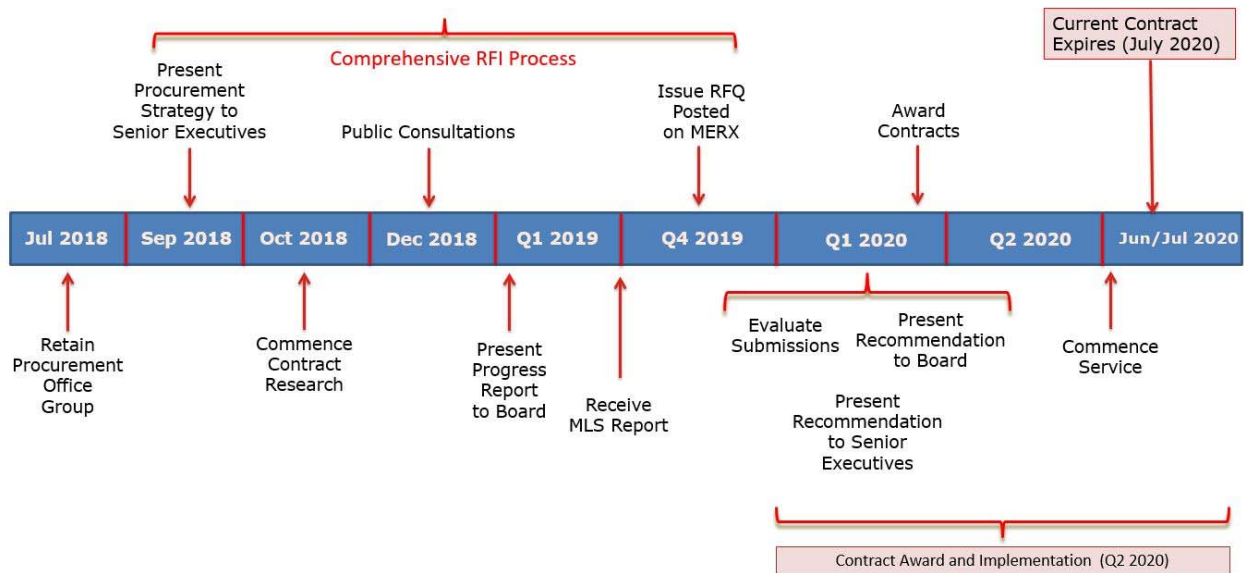 Current Contract
Expires (July 2020)
Comprehensive RFI Process
Present
Procurement
Strategy to
Senior Executives
Public Consultations
Issue RFQ
Posted
on MERX
Award
Contracts
Jul 2018
Sep 2018
Oct 2018
Dec 2018
Q1 2019
Q4 2019
Q1 2020
Q2 2020
Jun/Jul 2020
Retain
Procurement
Office
Group
Commence
Contract
Research
Present
Progress
Report
to Board
Receive
MLS Report
Evaluate
Submissions
Present
Recommendation
to Board
Present
Recommendation
to Senior
Executives
Commence
Service
Contract Award and Implementation (Q2 2020)